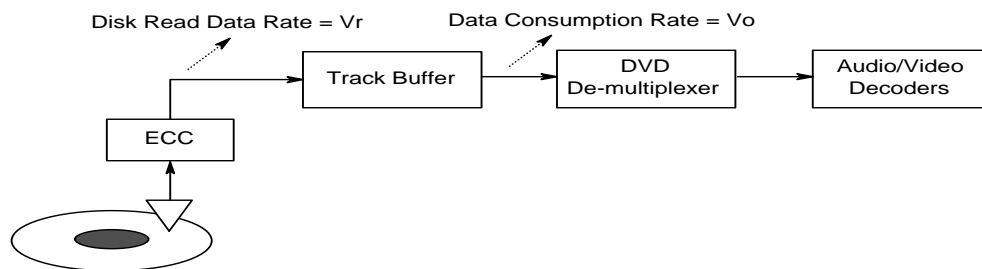 Disk Read Data Rate = Vr
Data Consumption Rate = Vo
Track Buffer
DVD
De-multiplexer
Audio/Video
Decoders
ECC